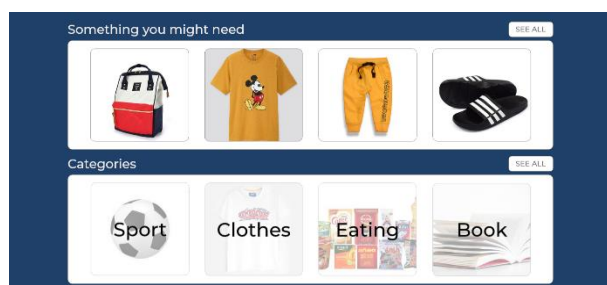 Something you might need
SEE ALL
Categories
SEE ALL
Sport
Clothes
Eating
Book